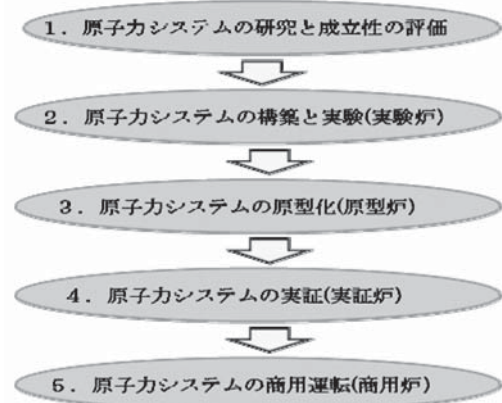 1．原子力システムの研究と成立性の評価
2．原子力システムの構築と実験(実験炉)
3．原子力システムの原型化(原型炉)
4．原子力システムの実証(実証炉)
5．原子力システムの商用運転(商用炉)